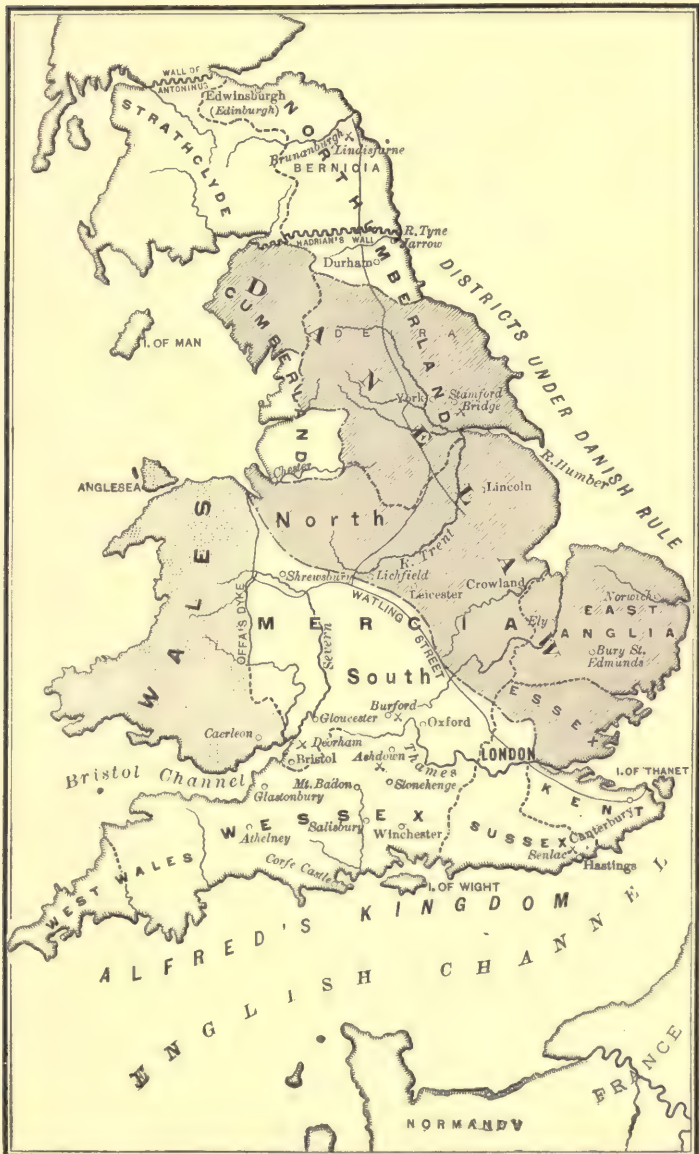 WALL OF
ANTONINUS
Edwinsburgh
(Edinburgh)
STRATHCLYDE
NORTHUMBERLAND
Brunanburgh
Lindisfarne
BERNICIA
HADRIAN'S WALL
R. Tyne
Jarrow
Durham
DISTRICTS UNDER DANISH RULE
CUMBERLAND
DANELAW
DEIRA
I. OF MAN
York
Stamford
Bridge
R. Humber
Chester
ANGLESEA
Lincoln
North
R. Trent
WALES
Shrewsbury
Lichfield
Leicester
Crowland
Norwich
EAST
ANGLIA
Ely
Bury St.
Edmunds
OFFA'S DYKE
WATLING STREET
MERCIA
Severn
South
ESSEX
Burford
Gloucester
Oxford
Caerleon
Deorham
Bristol
Ashdown
Thames
LONDON
I. OF THANET
Bristol Channel
Glastonbury
Mt. Badon
Stonehenge
KENT
Canterbury
WESSEX
Athelney
Salisbury
Winchester
SUSSEX
Senlac
Hastings
WEST WALES
Corfe Castle
I. OF WIGHT
ALFRED'S KINGDOM
ENGLISH CHANNEL
FRANCE
NORMANDY